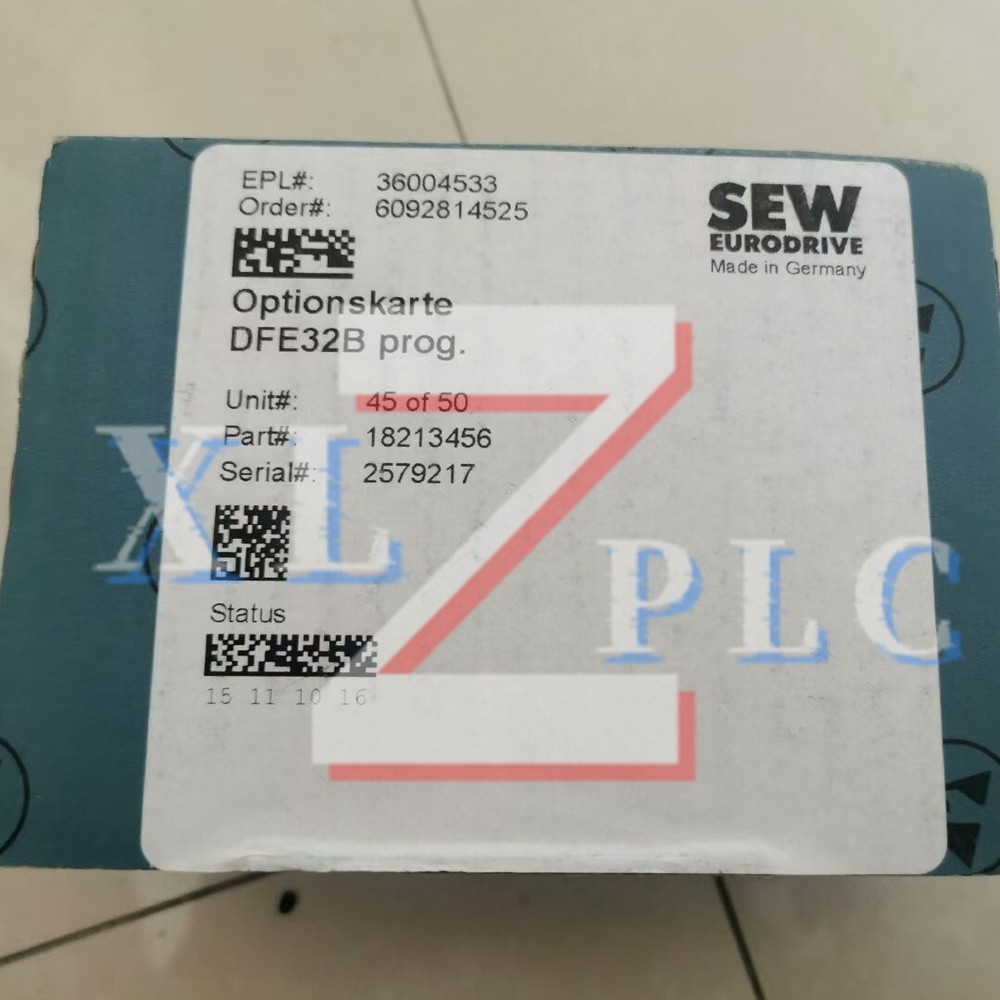 EPL#: 36004533
Order#: 6092814525
SEW
EURODRIVE
Made in Germany
Optionskarte
DFE32B prog.
Unit#: 45 of 50
Part#: 18213456
Serial#: 2579217
Status
15 11 10 16
XLZ PLC